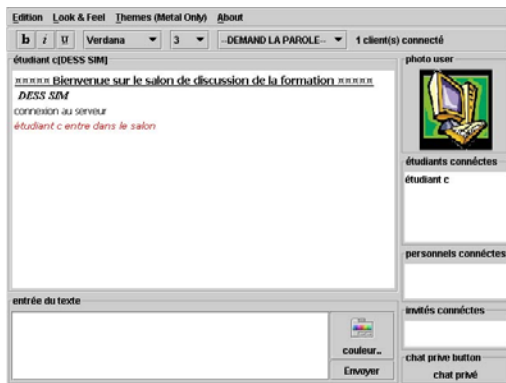 Edition Look & Feel Themes (Metal Only) About
b i U Verdana 3 --DEMAND LA PAROLE-- 1 client(s) connecté
étudiant c[DESS SIM]
¤¤¤¤¤ Bienvenue sur le salon de discussion de la formation ¤¤¤¤¤
DESS SIM
connexion au serveur
étudiant c entre dans le salon
photo user
étudiants connéctes
étudiant c
personnels connéctes
invités connéctes
entrée du texte
couleur..
Envoyer
chat prive button
chat privé